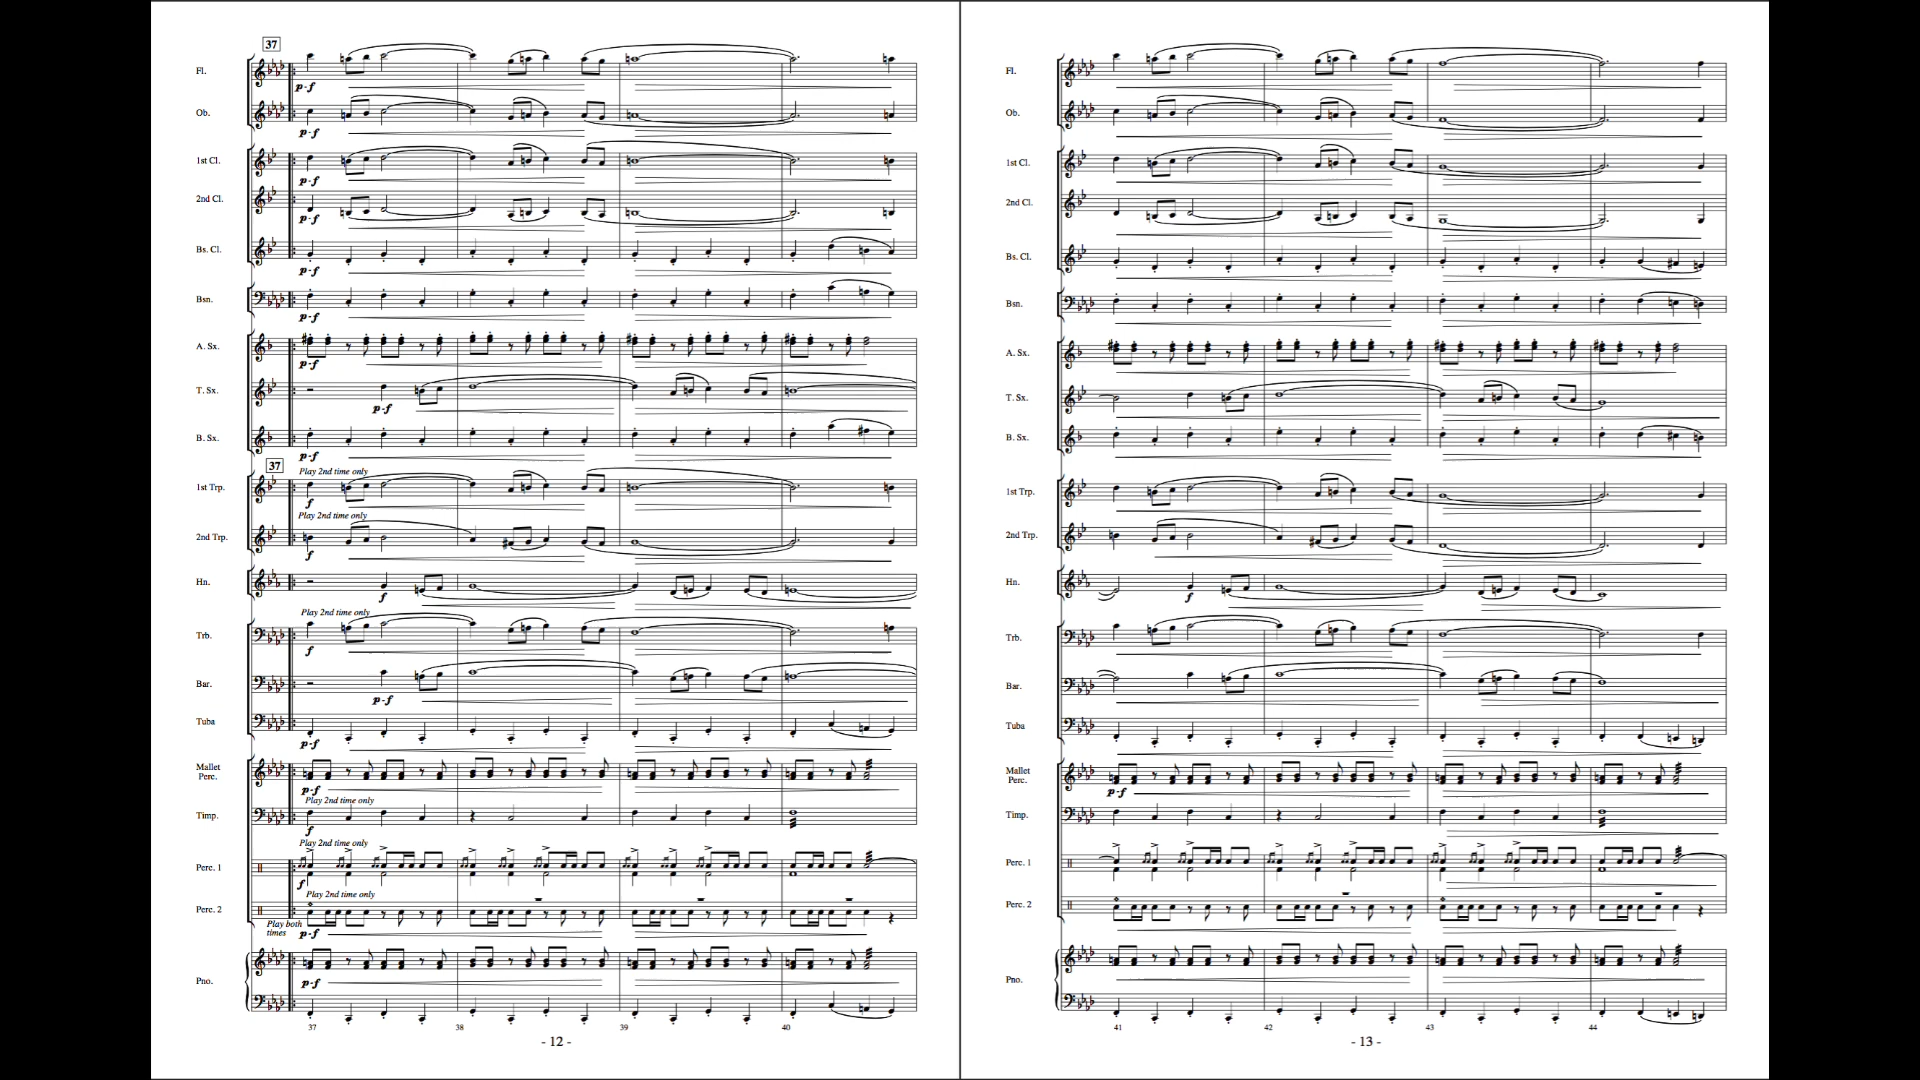 37
Fl.
p-f
Ob.
p-f
1st Cl.
p-f
2nd Cl.
p-f
Bs. Cl.
p-f
Bsn.
p-f
A. Sx.
p-f
T. Sx.
p-f
B. Sx.
p-f
37
Play 2nd time only
1st Trp.
f
Play 2nd time only
2nd Trp.
f
Hn.
f
Play 2nd time only
Trb.
f
Bar.
p-f
Tuba
p-f
Mallet
Perc.
p-f
Play 2nd time only
Timp.
f
Play 2nd time only
Perc. 1
f
Play 2nd time only
Perc. 2
Play both
times
p-f
Pno.
p-f
37 38 39 40
- 12 -
Fl.
Ob.
1st Cl.
2nd Cl.
Bs. Cl.
Bsn.
A. Sx.
T. Sx.
B. Sx.
1st Trp.
2nd Trp.
Hn.
f
Trb.
Bar.
Tuba
Mallet
Perc.
p-f
Timp.
Perc. 1
Perc. 2
Pno.
41 42 43 44
- 13 -